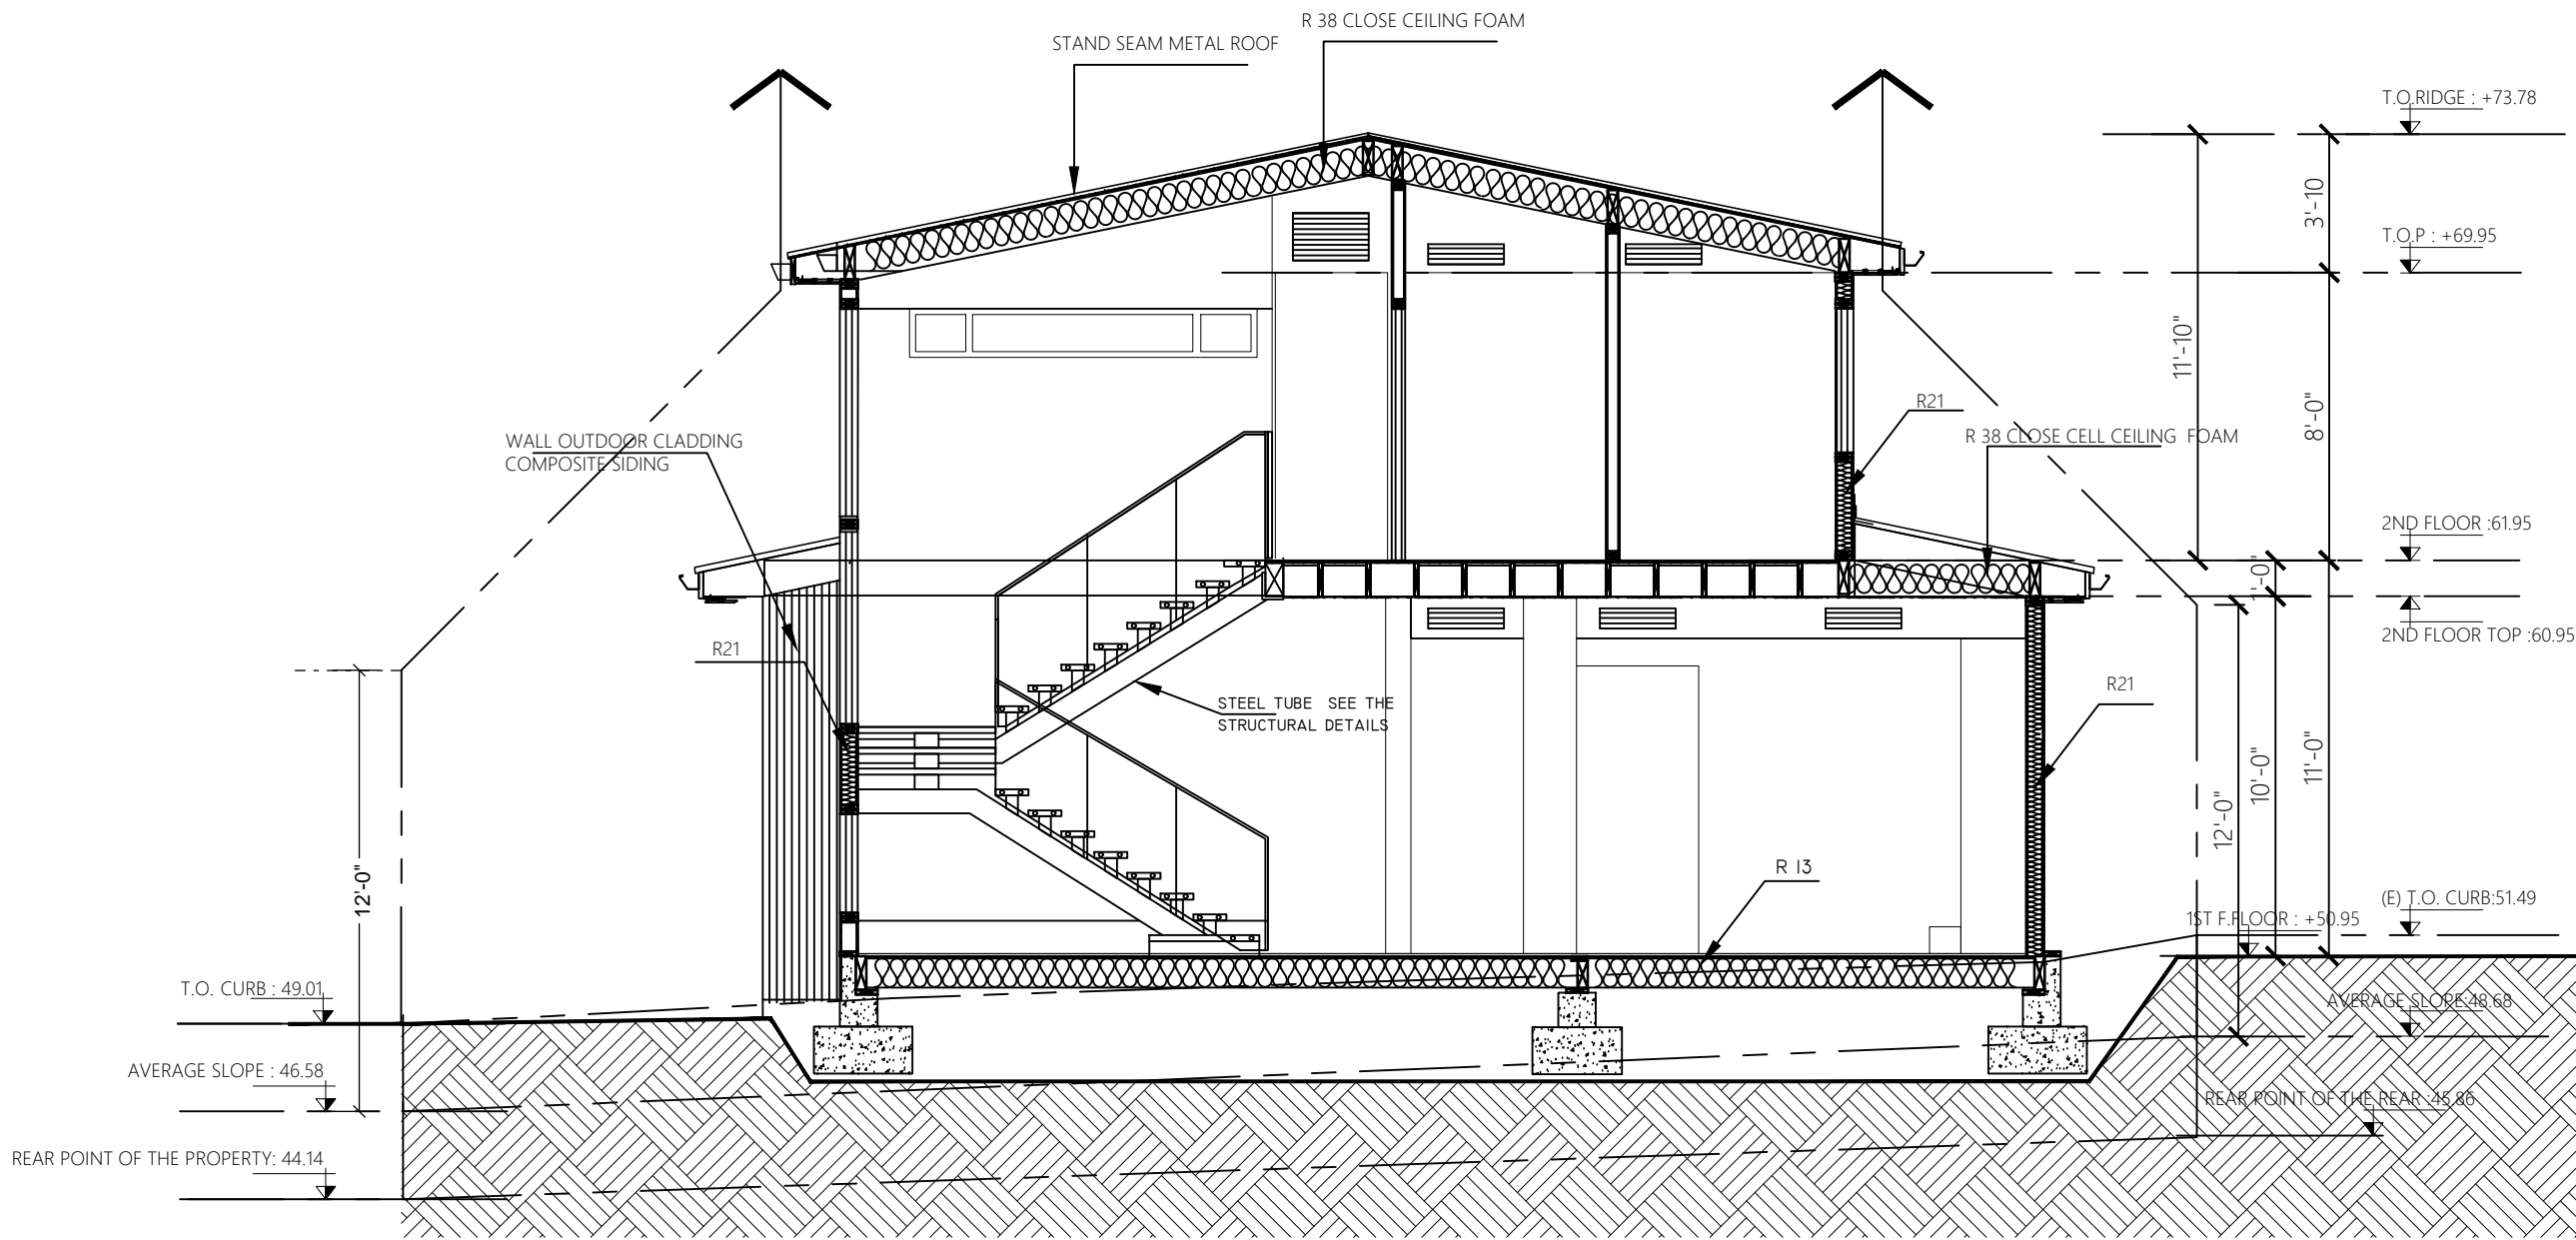 R 38 CLOSE CEILING FOAM
STAND SEAM METAL ROOF
T.O.RIDGE : +73.78
3'-10
T.O.P : +69.95
11'-10"
8'-0"
R21
R 38 CLOSE CELL CEILING FOAM
WALL OUTDOOR CLADDING
COMPOSITE SIDING
2ND FLOOR :61.95
2ND FLOOR TOP :60.95
R21
R21
STEEL TUBE SEE THE
STRUCTURAL DETAILS
12'-0"
10'-0"
11'-0"
R 13
12'-0"
(E) T.O. CURB:51.49
1ST F.FLOOR : +50.95
T.O. CURB : 49.01
AVERAGE SLOPE:48.68
AVERAGE SLOPE : 46.58
REAR POINT OF THE REAR :45.86
REAR POINT OF THE PROPERTY: 44.14